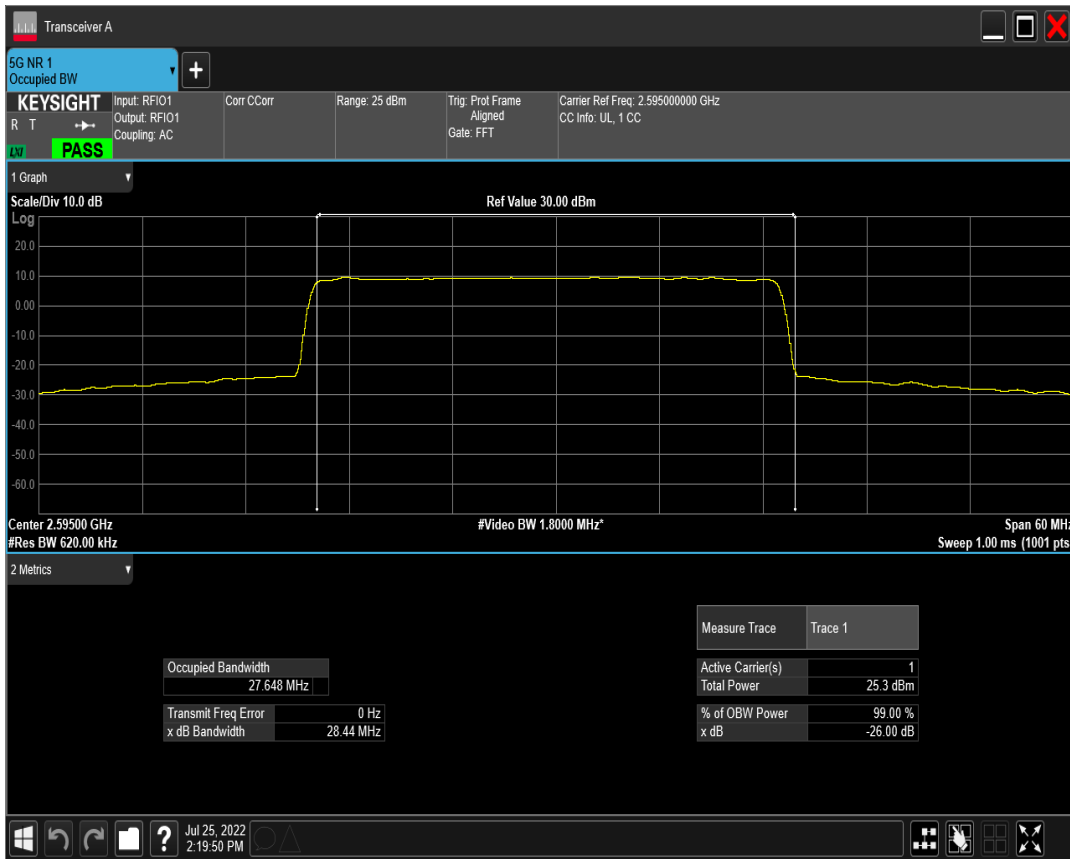 Transceiver A
5G NR 1
Occupied BW
+
KEYSIGHT
R T
LXI
PASS
Input: RFIO1
Output: RFIO1
Coupling: AC
Corr CCorr
Range: 25 dBm
Trig: Prot Frame
Aligned
Gate: FFT
Carrier Ref Freq: 2.595000000 GHz
CC Info: UL, 1 CC
1 Graph
Scale/Div 10.0 dB
Ref Value 30.00 dBm
Log
20.0
10.0
0.00
-10.0
-20.0
-30.0
-40.0
-50.0
-60.0
Center 2.59500 GHz
#Video BW 1.8000 MHz*
Span 60 MHz
#Res BW 620.00 kHz
Sweep 1.00 ms (1001 pts
2 Metrics
Measure Trace Trace 1
Occupied Bandwidth
27.648 MHz
Active Carrier(s) 1
Total Power 25.3 dBm
Transmit Freq Error 0 Hz
x dB Bandwidth 28.44 MHz
% of OBW Power 99.00 %
x dB -26.00 dB
?
Jul 25, 2022
2:19:50 PM